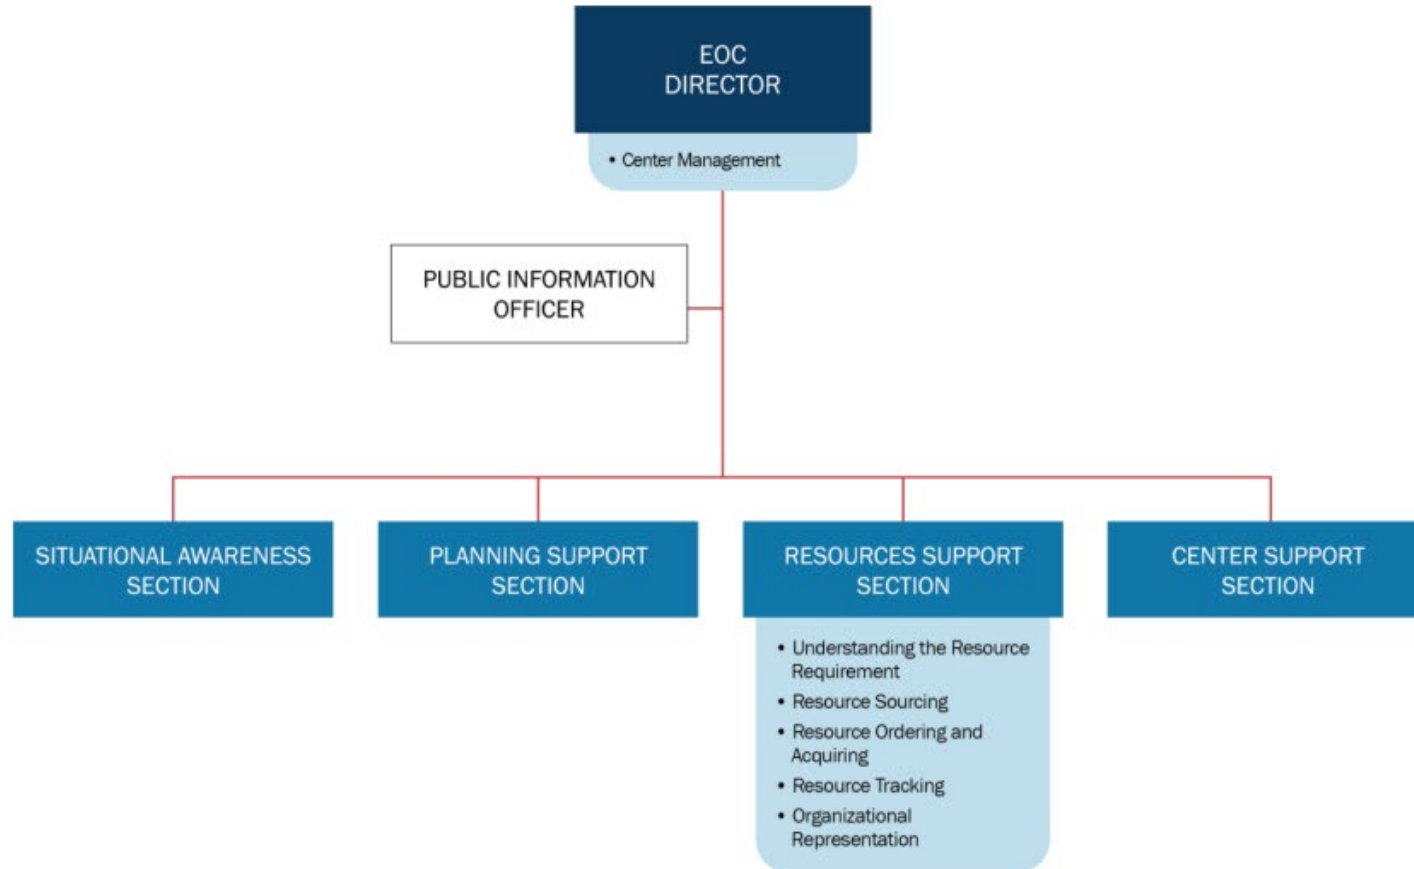 EOC
DIRECTOR
• Center Management
PUBLIC INFORMATION
OFFICER
SITUATIONAL AWARENESS
SECTION
PLANNING SUPPORT
SECTION
RESOURCES SUPPORT
SECTION
CENTER SUPPORT
SECTION
• Understanding the Resource
Requirement
• Resource Sourcing
• Resource Ordering and
Acquiring
• Resource Tracking
• Organizational
Representation